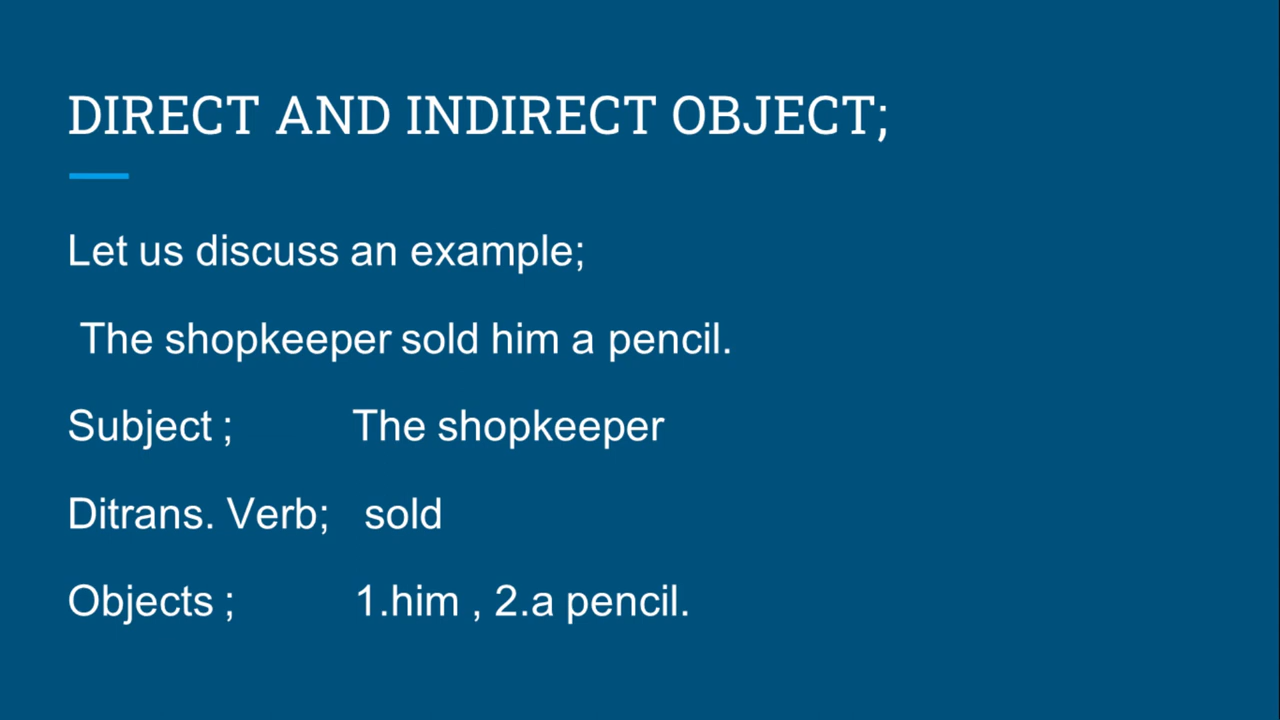 DIRECT AND INDIRECT OBJECT;
Let us discuss an example;
The shopkeeper sold him a pencil.
Subject ; The shopkeeper
Ditrans. Verb; sold
Objects ; 1.him , 2.a pencil.